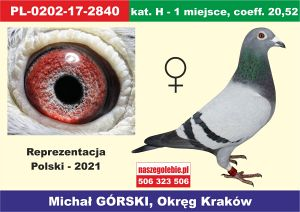 PL-0202-17-2840 kat. H - 1 miejsce, coeff. 20,52
Reprezentacja
Polski - 2021
naszegolebie.pl
506 323 506
Michał GÓRSKI, Okręg Kraków